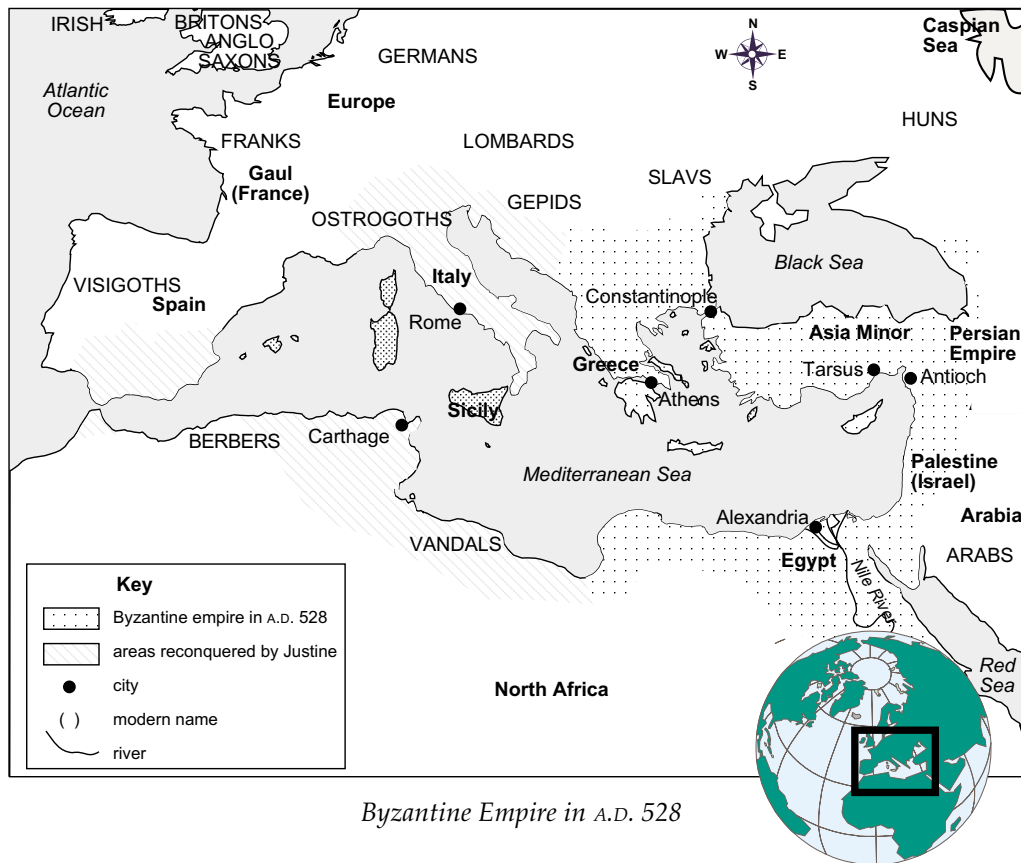 IRISH
BRITONS
ANGLO
SAXONS
GERMANS
N
W E
S
Caspian
Sea
Atlantic
Ocean
Europe
HUNS
FRANKS
LOMBARDS
Gaul
(France)
SLAVS
GEPIDS
OSTROGOTHS
Black Sea
VISIGOTHS
Spain
Italy
Constantinople
Rome
Asia Minor
Persian
Empire
Greece
Tarsus
Antioch
Athens
Sicily
BERBERS
Carthage
Mediterranean Sea
Palestine
(Israel)
Alexandria
Arabia
VANDALS
Egypt
ARABS
Nile River
Key
Byzantine empire in A.D. 528
areas reconquered by Justine
city
( ) modern name
river
North Africa
Red
Sea
Byzantine Empire in A.D. 528